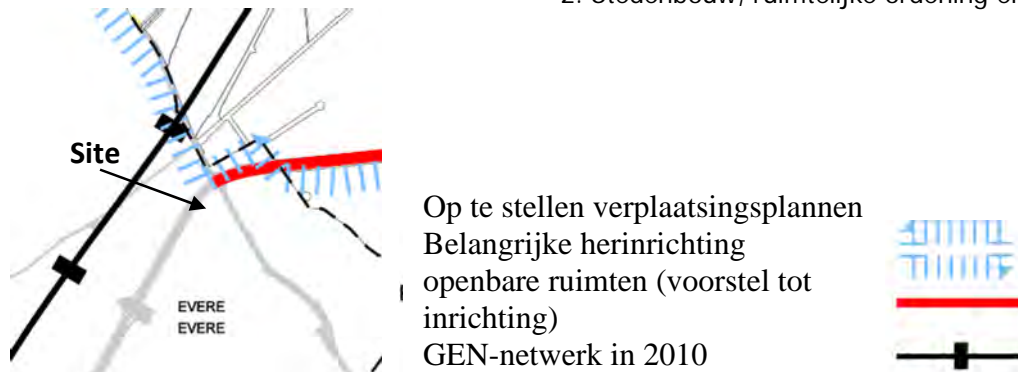 Site
EVERE
EVERE
Op te stellen verplaatsingsplannen
Belangrijke herinrichting
openbare ruimten (voorstel tot
inrichting)
GEN-netwerk in 2010